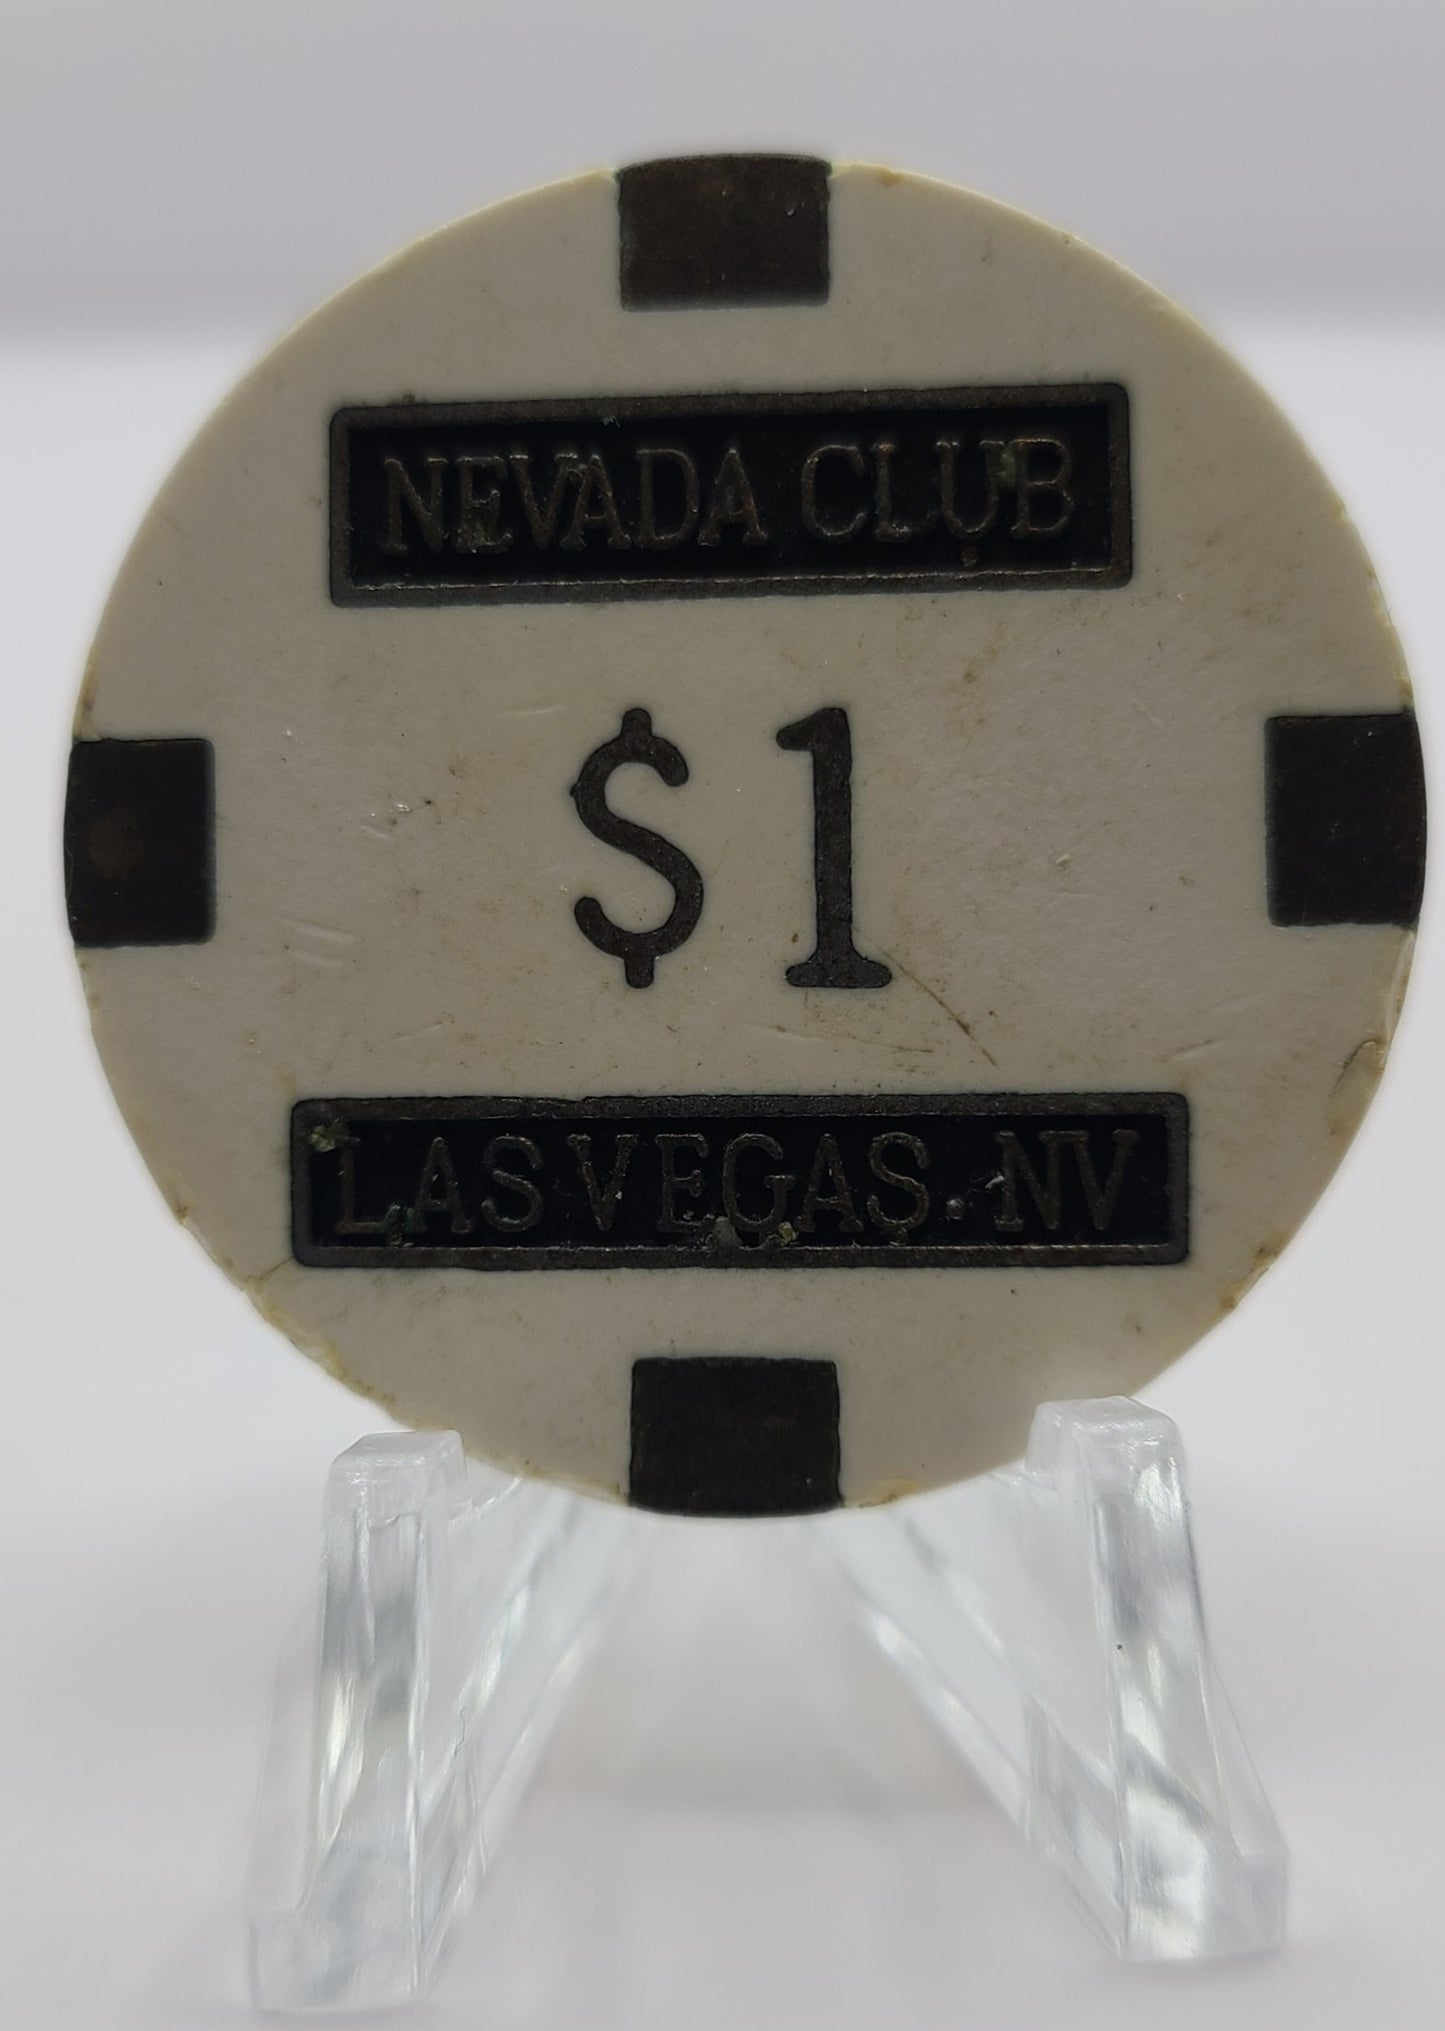 NEVADA CLUB
$1
LAS VEGAS. NV